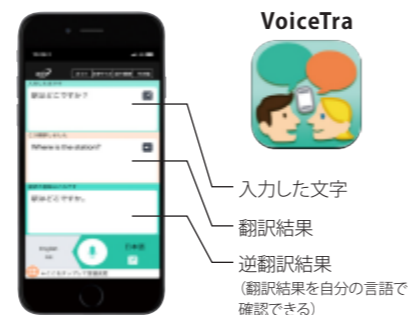 VoiceTra
駅はどこですか？
Where is the station?
駅はどこですか。
English
日本語
入力した文字
翻訳結果
逆翻訳結果
（翻訳結果を自分の言語で
確認できる）